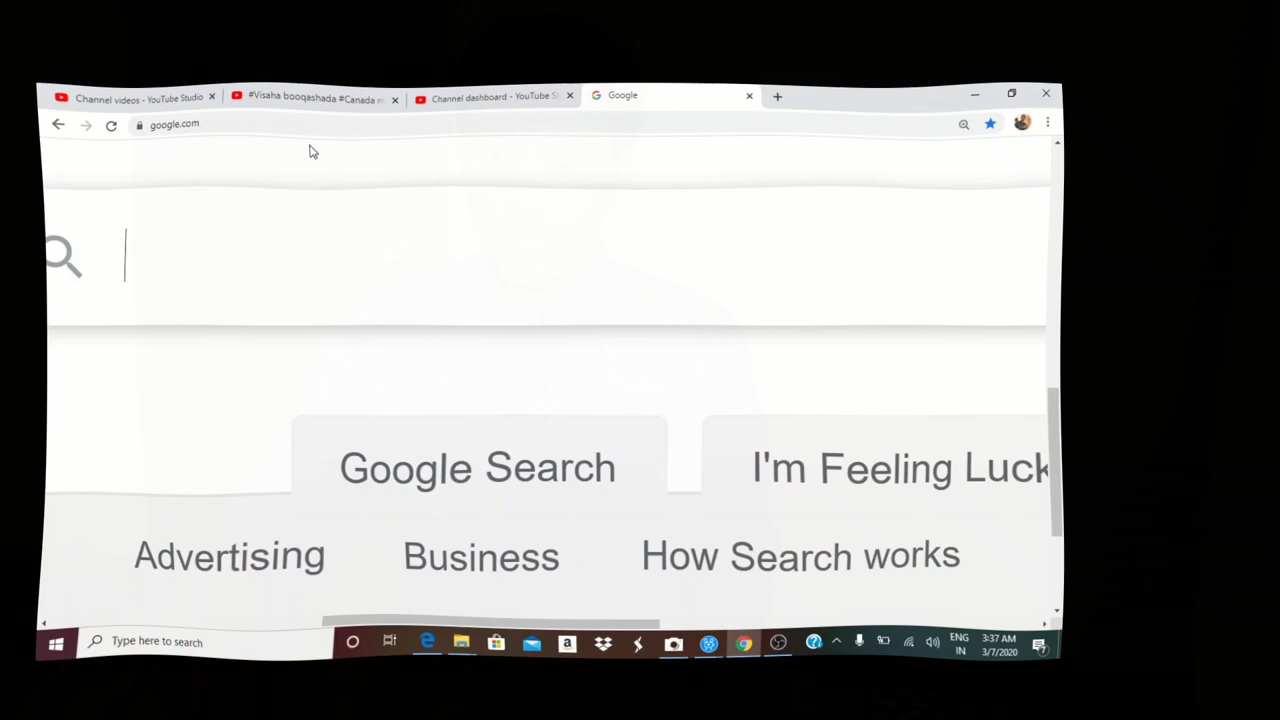 Channel videos - YouTube Studio
#Visaha booqashada #Canada m
Channel dashboard - YouTube St
Google
google.com
Google Search
I'm Feeling Luck
Advertising
Business
How Search works
Type here to search
ENG
IN
3:37 AM
3/7/2020